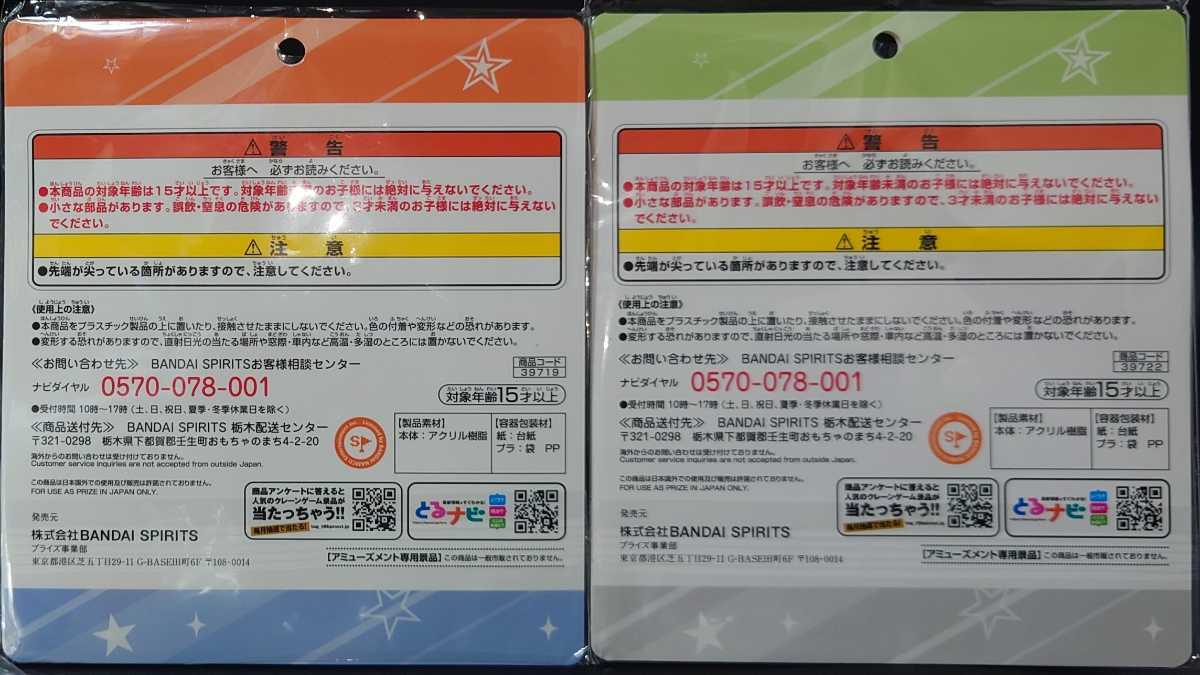 ⚠警 告
お客様へ 必ずお読みください。
●本商品の対象年齢は15才以上です。対象年齢 のお子様には絶対に与えないでください。
●小さな部品があります。誤飲・窒息の危険がありますので、3才未満のお子様には絶対に与えない
でください。
⚠注 意
●先端が尖っている箇所がありますので、注意してください。
《使用上の注意》
●本商品をプラスチック製品の上に置いたり、接触させたままにしないでください。色の付着や変形などの恐れがあります。
●変形する恐れがありますので、直射日光の当たる場所や窓際・車内など高温・多湿のところには置かないでください。
≪お問い合わせ先≫ BANDAI SPIRITSお客様相談センター
商品コード
39719
ナビダイヤル 0570-078-001
対象年齢15才以上
●受付時間 10時〜17時 (土、日、祝日、夏季・冬季休業日を除く)
≪商品送付先≫ BANDAI SPIRITS 栃木配送センター
〒321-0298 栃木県下都賀郡壬生町おもちゃのまち4-2-20
海外からのお問い合わせは受け付けておりません。
Customer service inquiries are not accepted from outside Japan.
【製品素材】
本体:アクリル樹脂
【容器包装材】
紙:台紙
プラ:袋 PP
この商品は日本国外での使用及び販売は許諾されておりません。
FOR USE AS PRIZE IN JAPAN ONLY.
商品アンケートに答えると
人気のクレーンゲーム景品が
当たっちゃう!!
毎月抽選で当たる!
とるナビ
発売元
株式会社BANDAI SPIRITS
プライズ事業部
東京都港区芝五丁目29-11 G-BASE田町6F 〒108-0014
【アミューズメント専用景品】この商品は一般市販されておりません。
⚠警 告
お客様へ 必ずお読みください。
●本商品の対象年齢は15才以上です。対象年齢未満のお子様には絶対に与えないでください。
●小さな部品があります。誤飲・窒息の危険がありますので、3才未満のお子様には絶対に与えない
でください。
⚠注 意
●先端が尖っている箇所がありますので、注意してください。
《使用上の注意》
●本商品をプラスチック製品の上に置いたり、接触させたままにしないでください。色の付着や変形などの恐れがあります。
●変形する恐れがありますので、直射日光の当たる場所や窓際・車内など高温・多湿のところには置かないでください。
≪お問い合わせ先≫ BANDAI SPIRITSお客様相談センター
商品コード
39722
ナビダイヤル 0570-078-001
対象年齢15才以上
●受付時間 10時〜17時 (土、日、祝日、夏季・冬季休業日を除く)
≪商品送付先≫ BANDAI SPIRITS 栃木配送センター
〒321-0298 栃木県下都賀郡壬生町おもちゃのまち4-2-20
海外からのお問い合わせは受け付けておりません。
Customer service inquiries are not accepted from outside Japan.
【製品素材】
本体:アクリル樹脂
【容器包装材】
紙:台紙
プラ:袋 PP
この商品は日本国外での使用及び販売は許諾されておりません。
FOR USE AS PRIZE IN JAPAN ONLY.
商品アンケートに答えると
人気のクレーンゲーム景品が
当たっちゃう!!
毎月抽選で当たる!
とるナビ
発売元
株式会社BANDAI SPIRITS
プライズ事業部
東京都港区芝五丁目29-11 G-BASE田町6F 〒108-0014
【アミューズメント専用景品】この商品は一般市販されておりません。